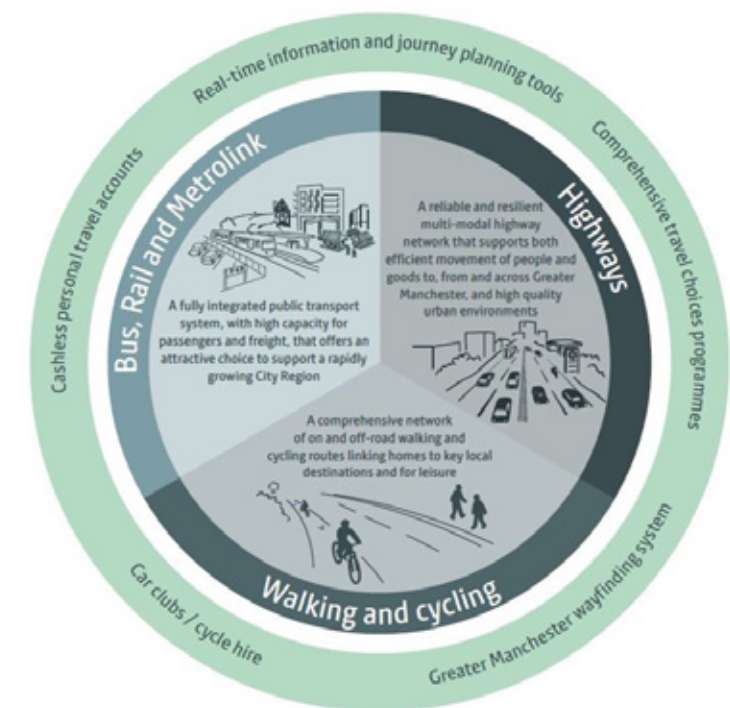 Real-time information and journey planning tools
Comprehensive travel choices programmes
Greater Manchester wayfinding system
Car clubs / cycle hire
Cashless personal travel accounts
Bus, Rail and Metrolink
A fully integrated public transport
system, with high capacity for
passengers and freight, that offers an
attractive choice to support a rapidly
growing City Region
Highways
A reliable and resilient
multi-modal highway
network that supports both
efficient movement of people and
goods to, from and across Greater
Manchester, and high quality
urban environments
A comprehensive network
of on and off-road walking and
cycling routes linking homes to key local
destinations and for leisure
Walking and cycling